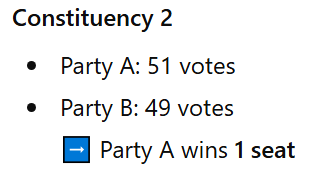 Constituency 2
• Party A: 51 votes
• Party B: 49 votes
➡ Party A wins 1 seat